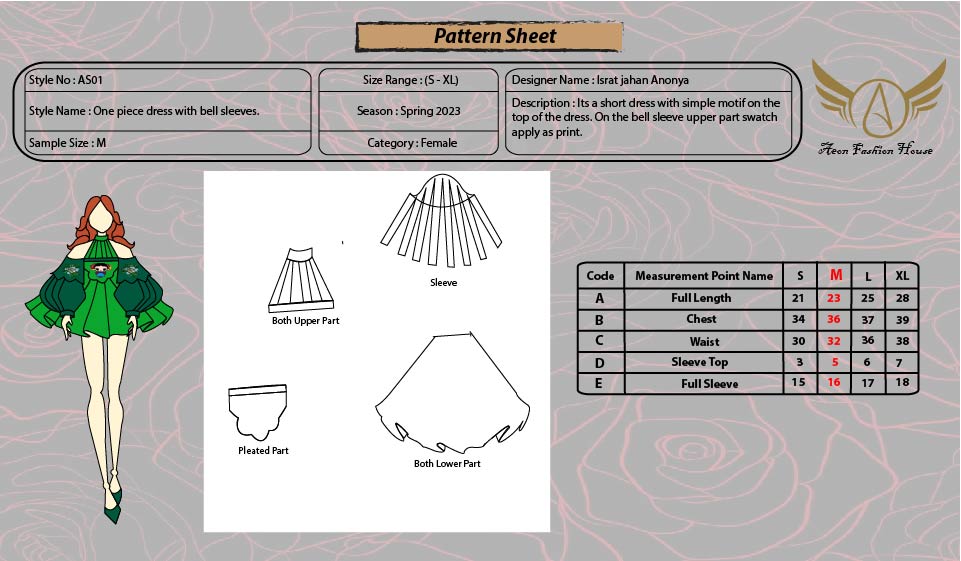 Pattern Sheet
Style No : AS01
Style Name : One piece dress with bell sleeves.
Sample Size : M
Size Range : (S - XL)
Season : Spring 2023
Category : Female
Designer Name : Israt jahan Anonya
Description : Its a short dress with simple motif on the
top of the dress. On the bell sleeve upper part swatch
apply as print.
Aeon Fashion House
Sleeve
Both Upper Part
Pleated Part
Both Lower Part
Code Measurement Point Name S M L XL
A Full Length 21 23 25 28
B Chest 34 36 37 39
C Waist 30 32 36 38
D Sleeve Top 3 5 6 7
E Full Sleeve 15 16 17 18